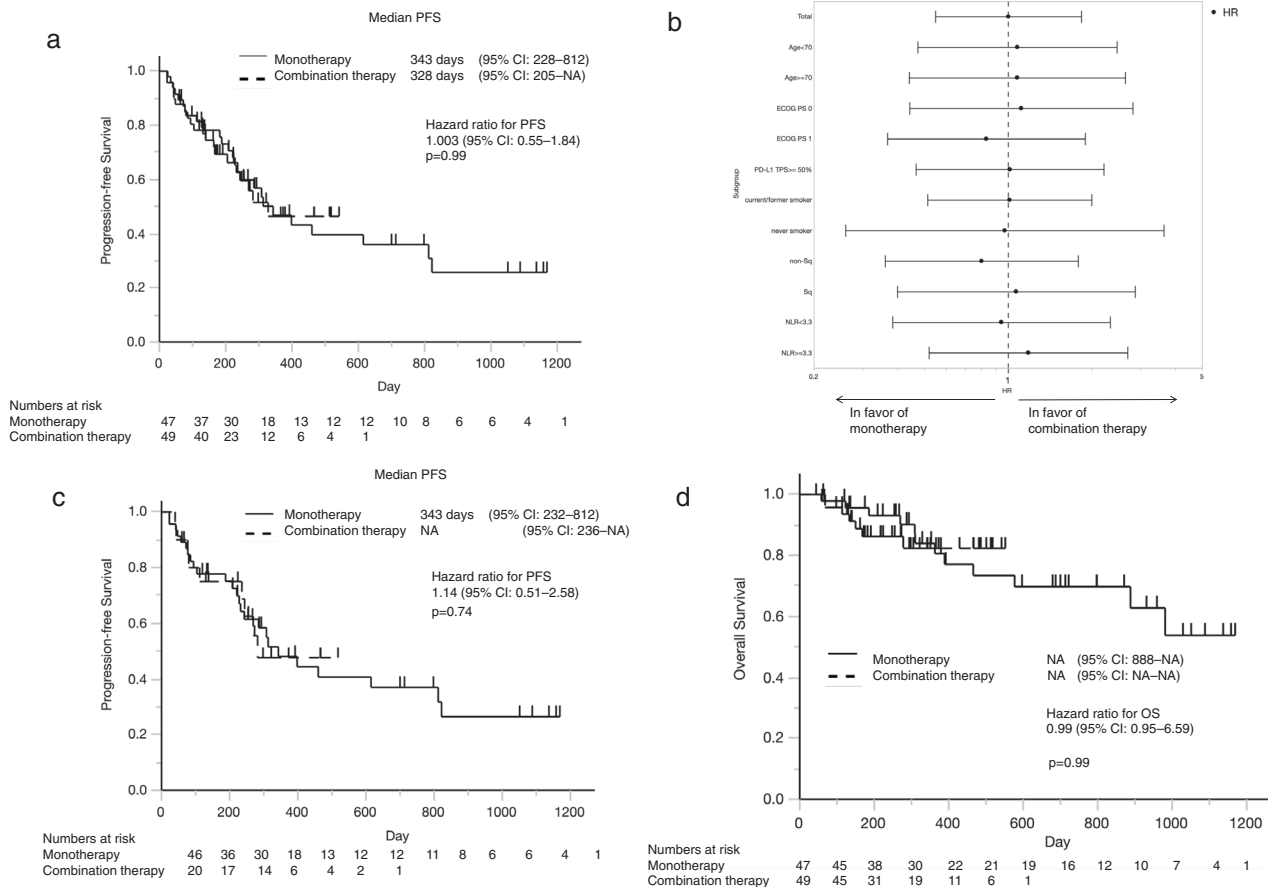 a
Median PFS
Monotherapy 343 days (95% CI: 228–812)
Combination therapy 328 days (95% CI: 205–NA)
Hazard ratio for PFS
1.003 (95% CI: 0.55–1.84)
p=0.99
Progression-free Survival
1.0
0.8
0.6
0.4
0.2
0.0
0 200 400 600 800 1000 1200
Day
Numbers at risk
Monotherapy 47 37 30 18 13 12 12 10 8 6 6 4 1
Combination therapy 49 40 23 12 6 4 1
b
HR
Subgroup
Total
Age<70
Age>=70
ECOG PS 0
ECOG PS 1
PD-L1 TPS>= 50%
current/former smoker
never smoker
non-Sq
Sq
NLR<3.3
NLR>=3.3
0.2 1 5
HR
In favor of
monotherapy
In favor of
combination therapy
c
Median PFS
Monotherapy 343 days (95% CI: 232–812)
Combination therapy NA (95% CI: 236–NA)
Hazard ratio for PFS
1.14 (95% CI: 0.51–2.58)
p=0.74
Progression-free Survival
1.0
0.8
0.6
0.4
0.2
0.0
0 200 400 600 800 1000 1200
Day
Numbers at risk
Monotherapy 46 36 30 18 13 12 12 11 8 6 6 4 1
Combination therapy 20 17 14 6 4 2 1
d
Overall Survival
1.0
0.8
0.6
0.4
0.2
0.0
Monotherapy NA (95% CI: 888–NA)
Combination therapy NA (95% CI: NA–NA)
Hazard ratio for OS
0.99 (95% CI: 0.95–6.59)
p=0.99
0 200 400 600 800 1000 1200
Day
Numbers at risk
Monotherapy 47 45 38 30 22 21 19 16 12 10 7 4 1
Combination therapy 49 45 31 19 11 6 1